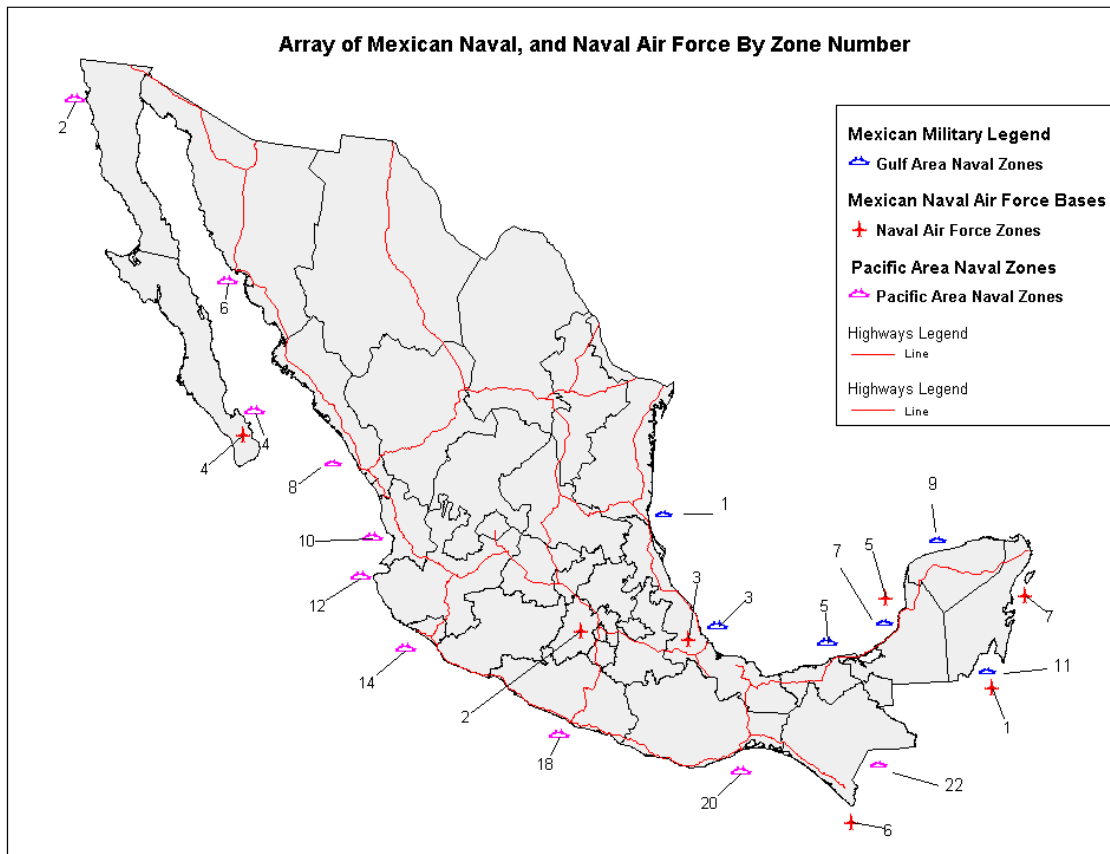 Array of Mexican Naval, and Naval Air Force By Zone Number
2
Mexican Military Legend
Gulf Area Naval Zones
Mexican Naval Air Force Bases
Naval Air Force Zones
Pacific Area Naval Zones
Pacific Area Naval Zones
Highways Legend
Line
Highways Legend
Line
6
4
4
8
1
9
10
7
5
12
3
3
5
7
14
11
2
1
18
20
22
6